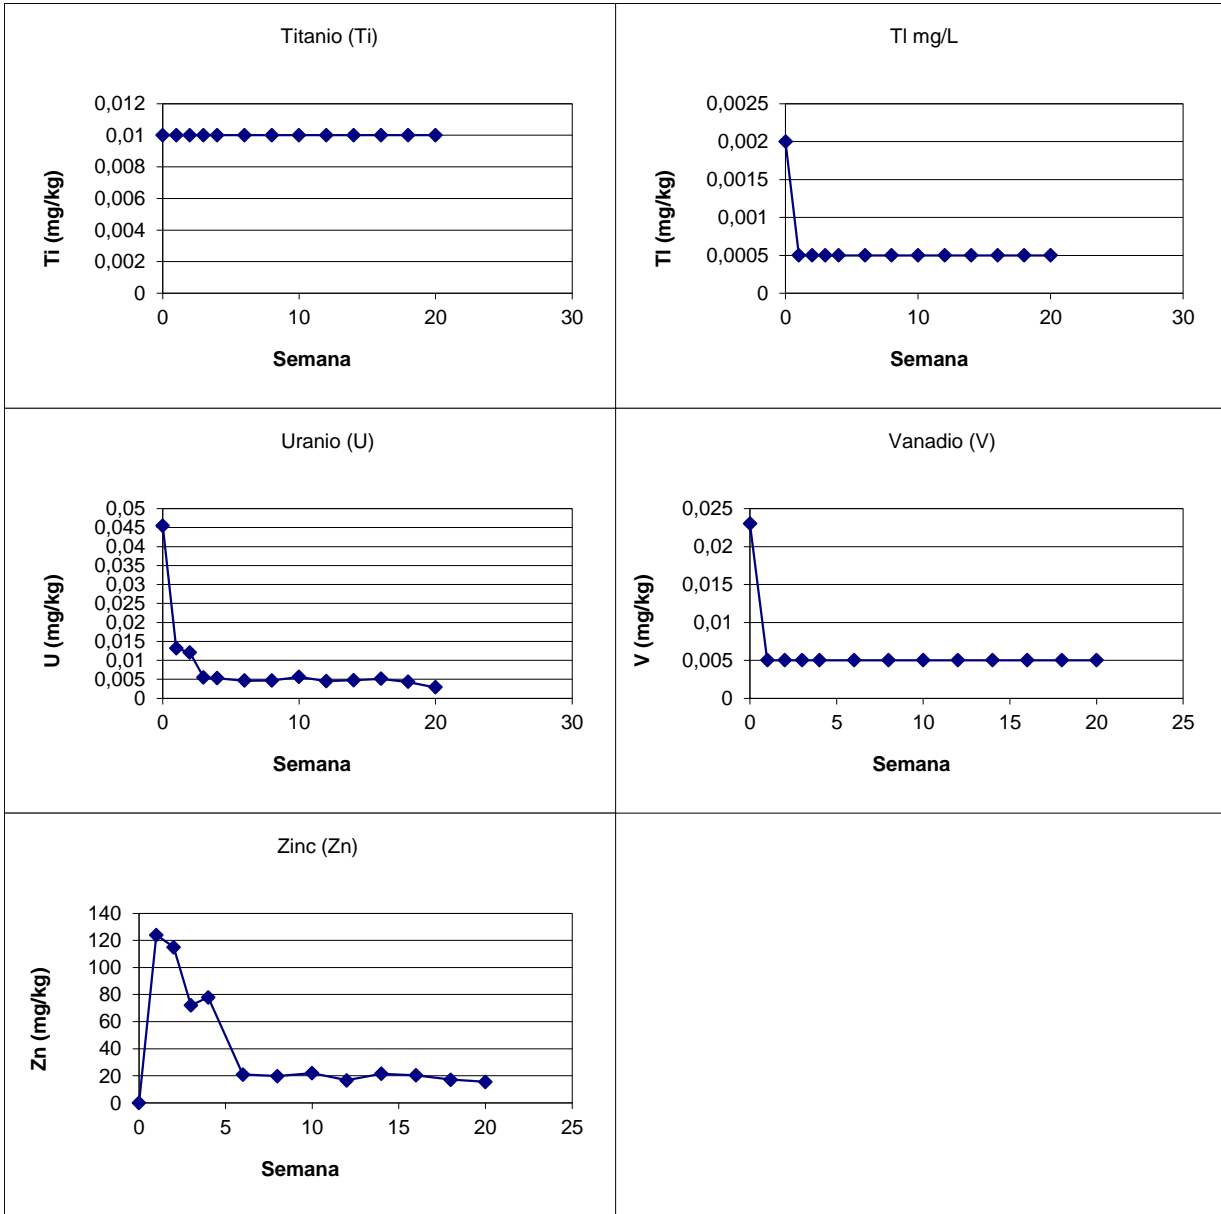 Titanio (Ti)
0,012
0,01
0,008
0,006
0,004
0,002
0
Ti (mg/kg)
0 10 20 30
Semana
Tl mg/L
0,0025
0,002
0,0015
0,001
0,0005
0
Tl (mg/kg)
0 10 20 30
Semana
Uranio (U)
0,05
0,045
0,04
0,035
0,03
0,025
0,02
0,015
0,01
0,005
0
U (mg/kg)
0 10 20 30
Semana
Vanadio (V)
0,025
0,02
0,015
0,01
0,005
0
V (mg/kg)
0 5 10 15 20 25
Semana
Zinc (Zn)
140
120
100
80
60
40
20
0
Zn (mg/kg)
0 5 10 15 20 25
Semana